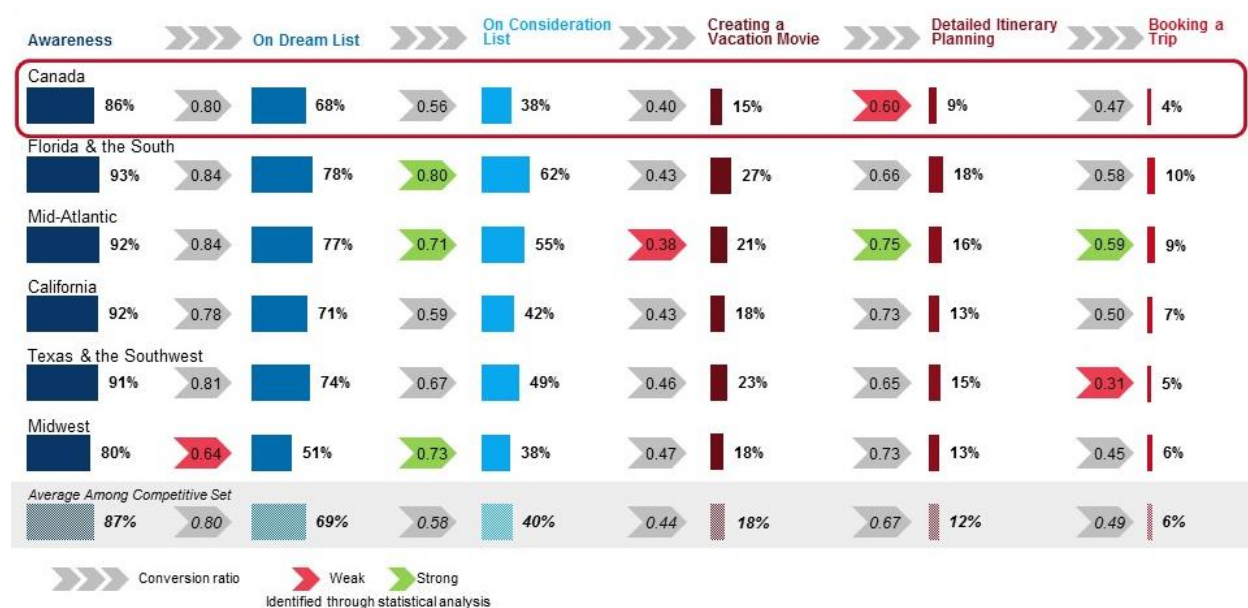 Awareness On Dream List On Consideration List Creating a Vacation Movie Detailed Itinerary Planning Booking a Trip
Canada
86% 0.80 68% 0.56 38% 0.40 15% 0.60 9% 0.47 4%
Florida & the South
93% 0.84 78% 0.80 62% 0.43 27% 0.66 18% 0.58 10%
Mid-Atlantic
92% 0.84 77% 0.71 55% 0.38 21% 0.75 16% 0.59 9%
California
92% 0.78 71% 0.59 42% 0.43 18% 0.73 13% 0.50 7%
Texas & the Southwest
91% 0.81 74% 0.67 49% 0.46 23% 0.65 15% 0.31 5%
Midwest
80% 0.64 51% 0.73 38% 0.47 18% 0.73 13% 0.45 6%
Average Among Competitive Set
87% 0.80 69% 0.58 40% 0.44 18% 0.67 12% 0.49 6%
Conversion ratio Weak Strong
Identified through statistical analysis